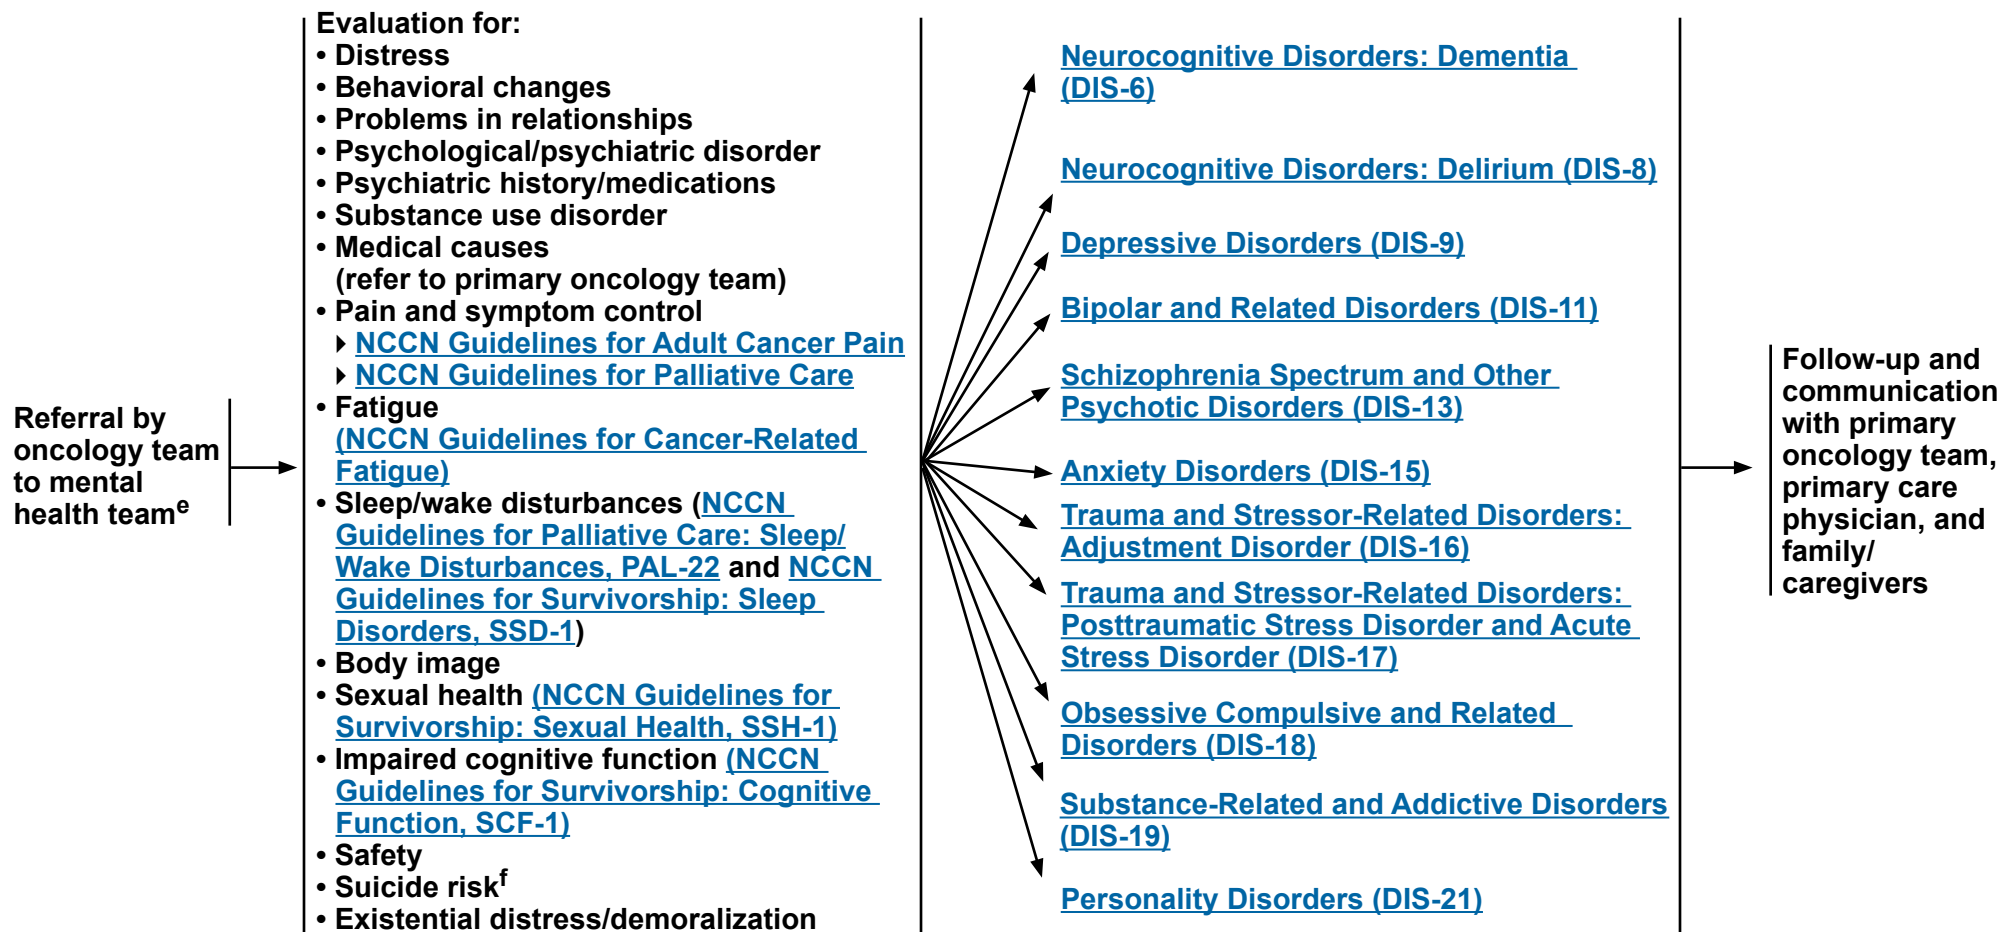 Referral by
oncology team
to mental
health teamᵉ
Evaluation for:
• Distress
• Behavioral changes
• Problems in relationships
• Psychological/psychiatric disorder
• Psychiatric history/medications
• Substance use disorder
• Medical causes
(refer to primary oncology team)
• Pain and symptom control
▸ NCCN Guidelines for Adult Cancer Pain
▸ NCCN Guidelines for Palliative Care
• Fatigue
(NCCN Guidelines for Cancer-Related
Fatigue)
• Sleep/wake disturbances (NCCN
Guidelines for Palliative Care: Sleep/
Wake Disturbances, PAL-22 and NCCN
Guidelines for Survivorship: Sleep
Disorders, SSD-1)
• Body image
• Sexual health (NCCN Guidelines for
Survivorship: Sexual Health, SSH-1)
• Impaired cognitive function (NCCN
Guidelines for Survivorship: Cognitive
Function, SCF-1)
• Safety
• Suicide riskᶠ
• Existential distress/demoralization
Neurocognitive Disorders: Dementia
(DIS-6)
Neurocognitive Disorders: Delirium (DIS-8)
Depressive Disorders (DIS-9)
Bipolar and Related Disorders (DIS-11)
Schizophrenia Spectrum and Other
Psychotic Disorders (DIS-13)
Anxiety Disorders (DIS-15)
Trauma and Stressor-Related Disorders:
Adjustment Disorder (DIS-16)
Trauma and Stressor-Related Disorders:
Posttraumatic Stress Disorder and Acute
Stress Disorder (DIS-17)
Obsessive Compulsive and Related
Disorders (DIS-18)
Substance-Related and Addictive Disorders
(DIS-19)
Personality Disorders (DIS-21)
Follow-up and
communication
with primary
oncology team,
primary care
physician, and
family/
caregivers